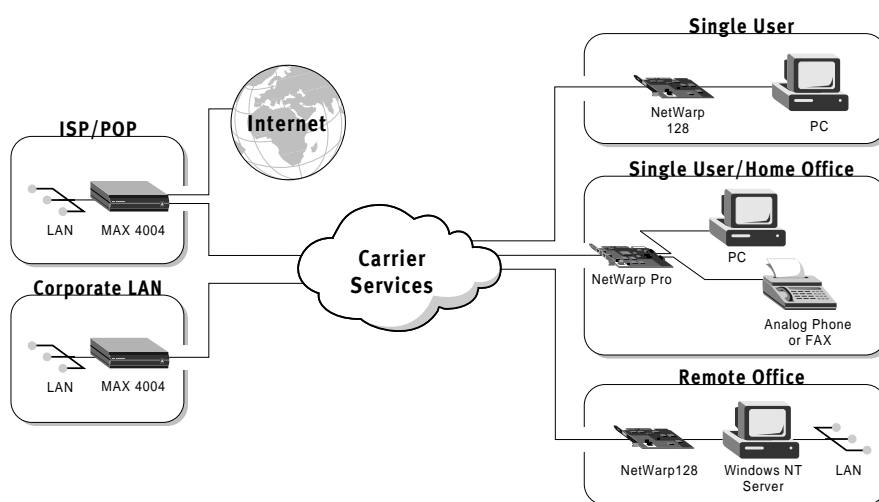 ISP/POP
LAN
MAX 4004
Internet
Corporate LAN
LAN
MAX 4004
Carrier
Services
Single User
NetWarp
128
PC
Single User/Home Office
NetWarp Pro
PC
Analog Phone
or FAX
Remote Office
NetWarp128
Windows NT
Server
LAN